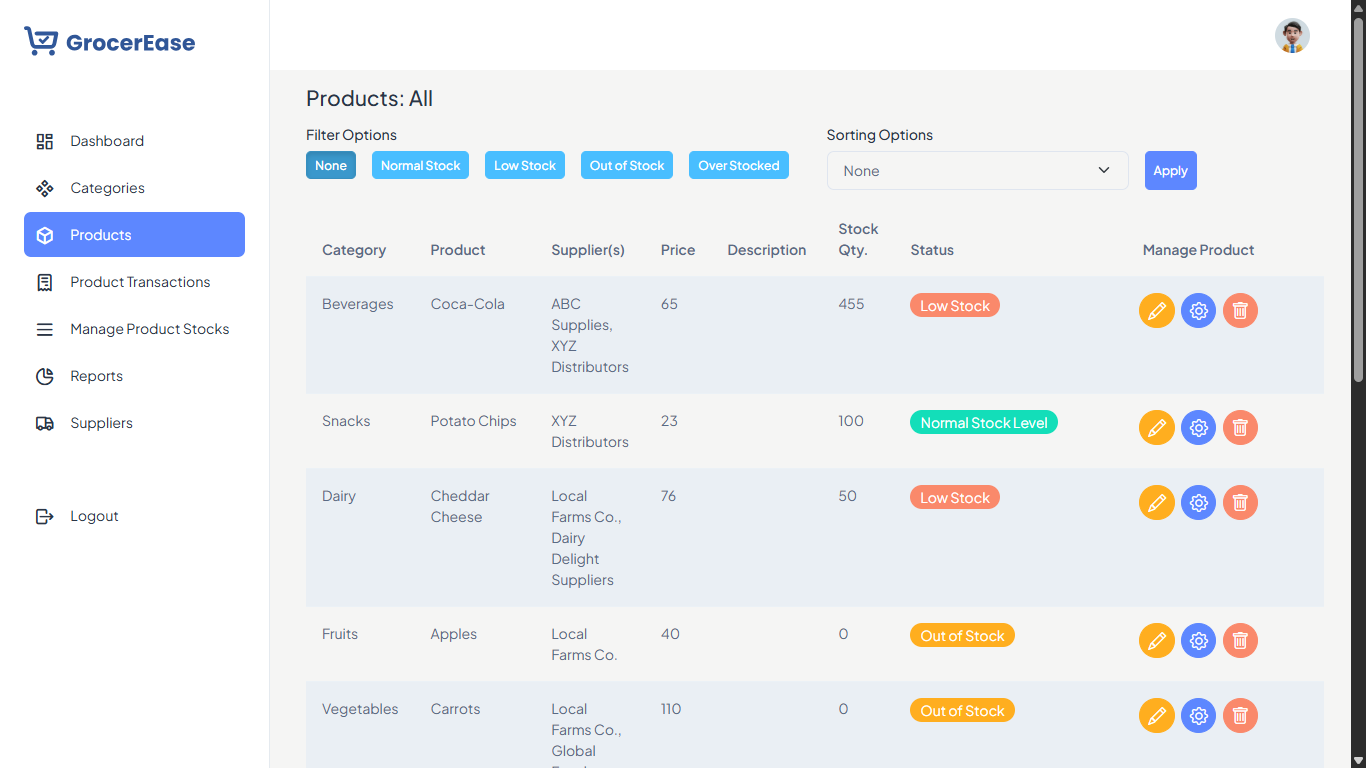 GrocerEase
Dashboard
Categories
Products
Product Transactions
Manage Product Stocks
Reports
Suppliers
Logout
Products: All
Filter Options
None
Normal Stock
Low Stock
Out of Stock
Over Stocked
Sorting Options
None
Apply
Category
Product
Supplier(s)
Price
Description
Stock
Qty.
Status
Manage Product
Beverages
Coca-Cola
ABC
Supplies,
XYZ
Distributors
65
455
Low Stock
Snacks
Potato Chips
XYZ
Distributors
23
100
Normal Stock Level
Dairy
Cheddar
Cheese
Local
Farms Co.,
Dairy
Delight
Suppliers
76
50
Low Stock
Fruits
Apples
Local
Farms Co.
40
0
Out of Stock
Vegetables
Carrots
Local
Farms Co.,
Global
110
0
Out of Stock